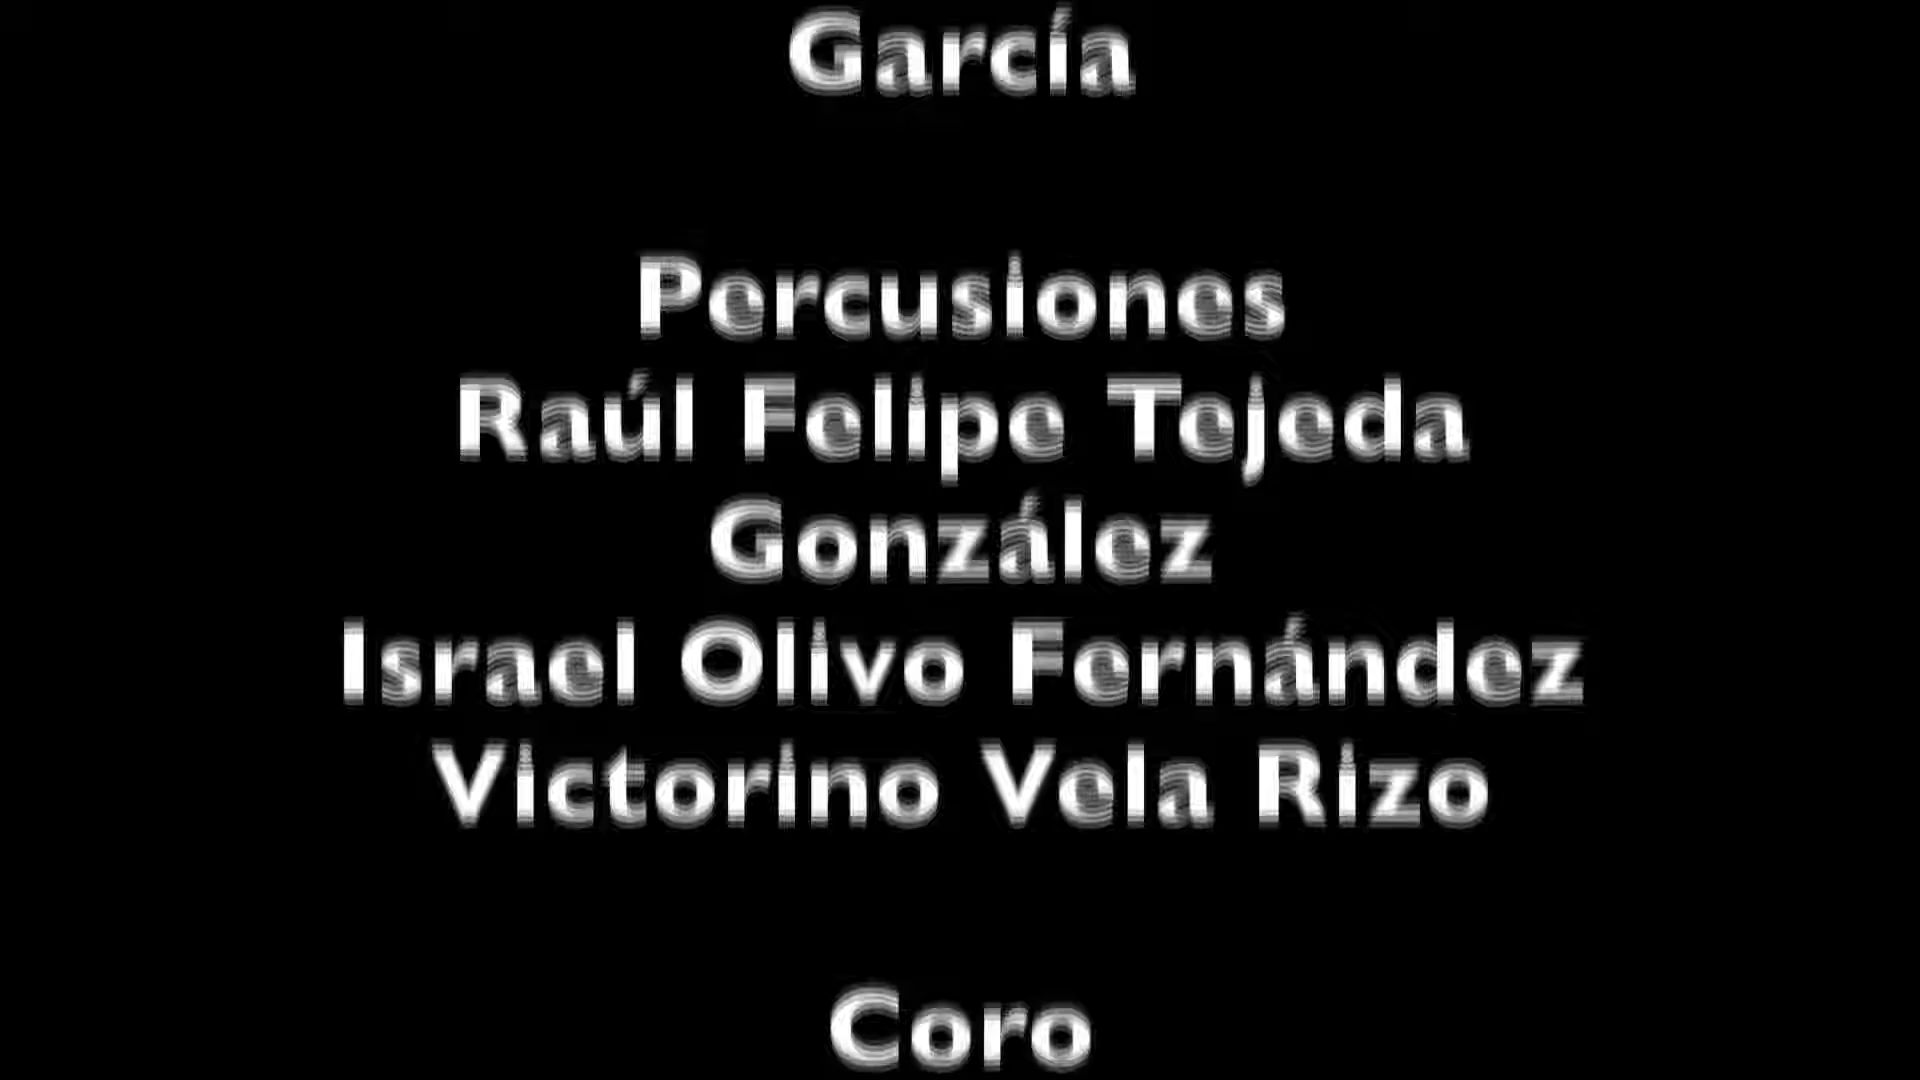 García
Percusiones
Raúl Felipe Tejeda
González
Israel Olivo Fernández
Victorino Vela Rizo
Coro